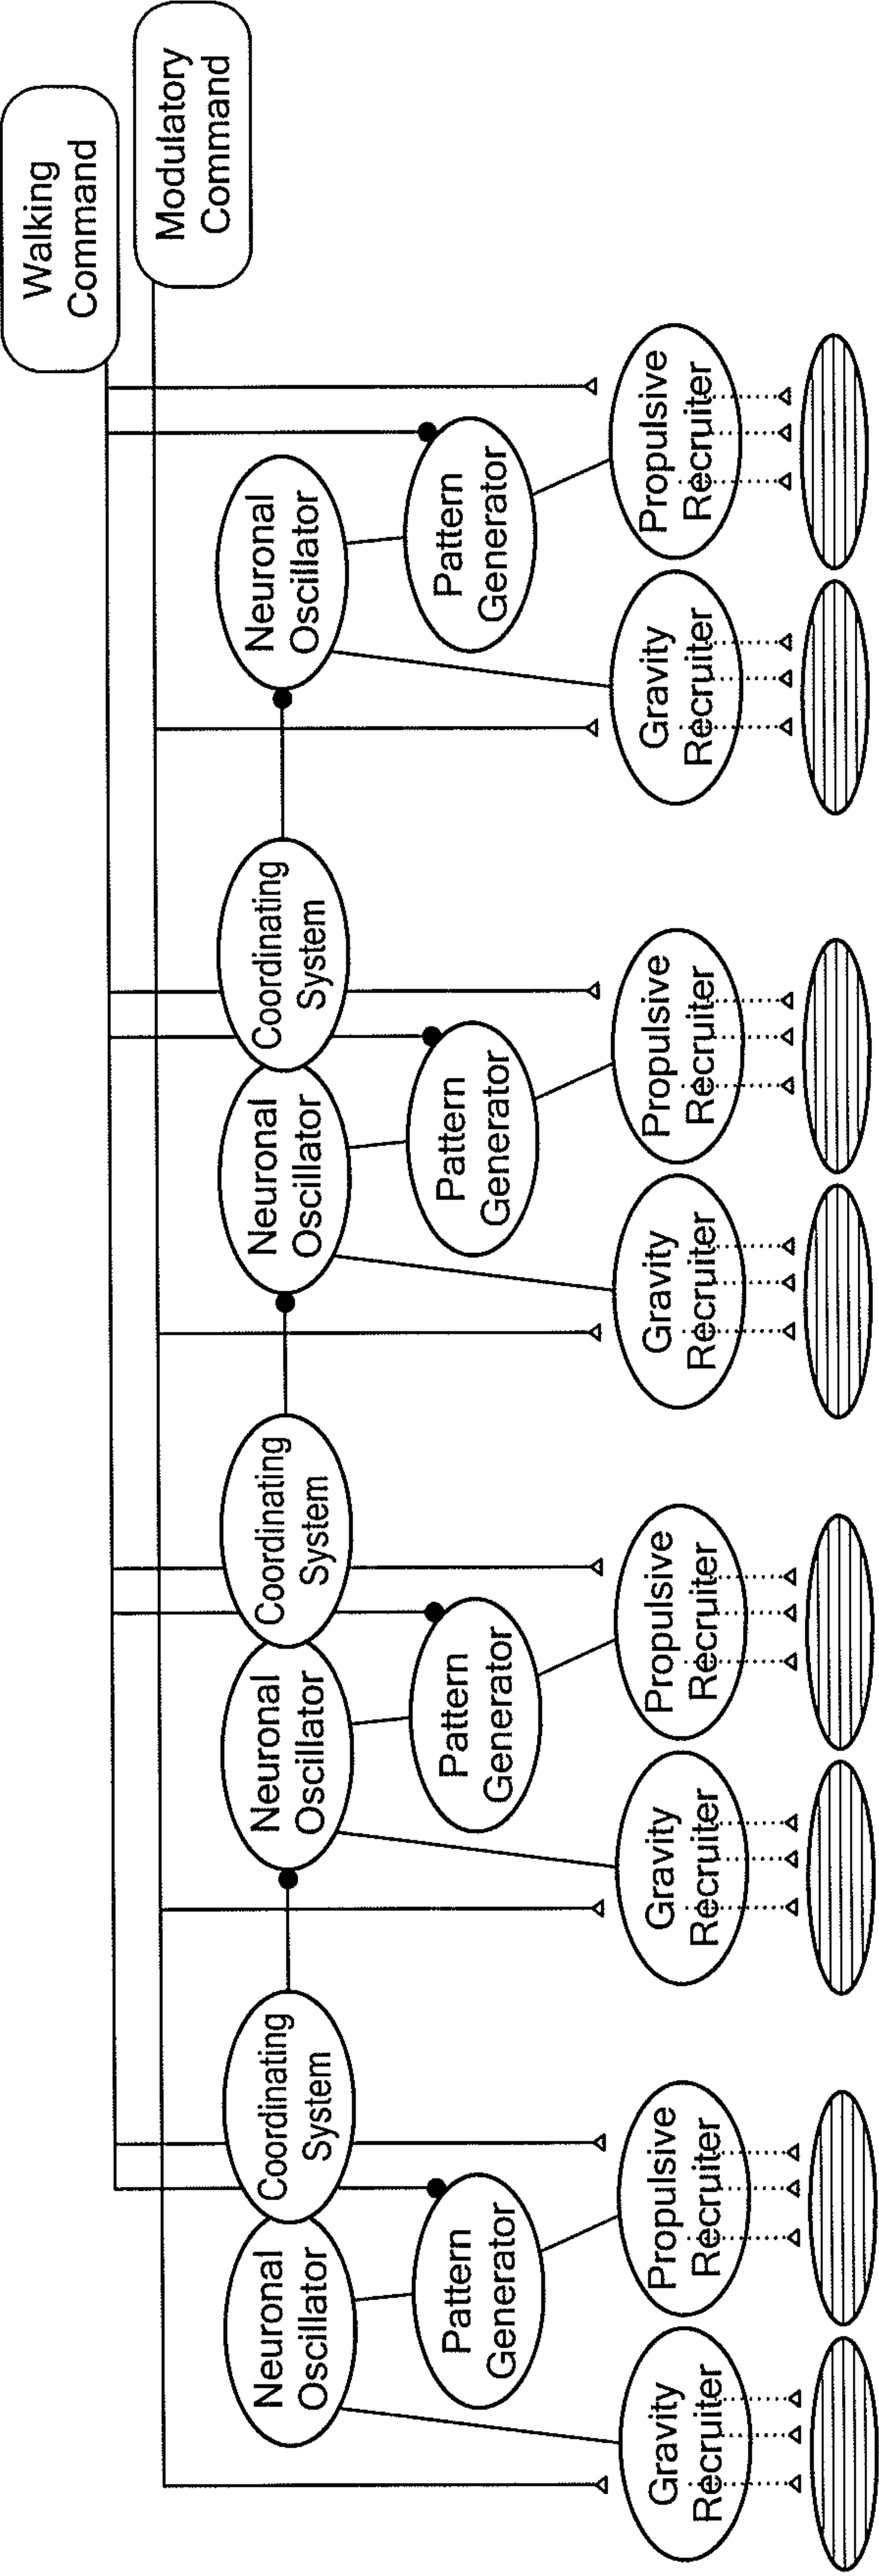 Walking
Command
Modulatory
Command
Neuronal
Oscillator
Coordinating
System
Neuronal
Oscillator
Coordinating
System
Neuronal
Oscillator
Coordinating
System
Neuronal
Oscillator
Pattern
Generator
Pattern
Generator
Pattern
Generator
Pattern
Generator
Gravity
Recruiter
Propulsive
Recruiter
Gravity
Recruiter
Propulsive
Recruiter
Gravity
Recruiter
Propulsive
Recruiter
Gravity
Recruiter
Propulsive
Recruiter